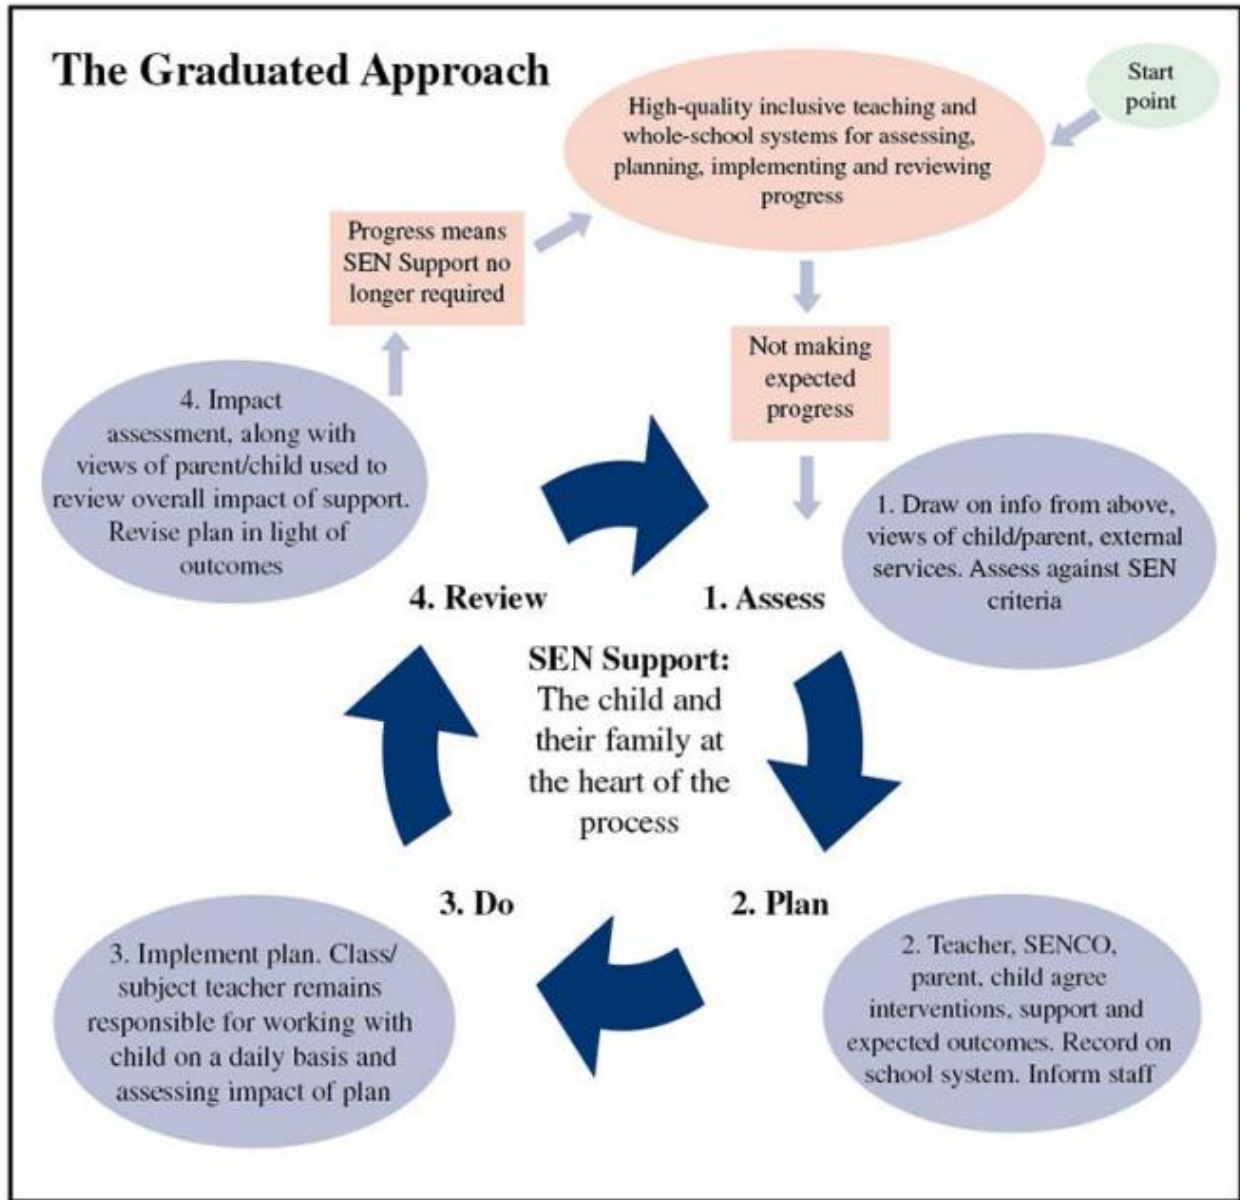 The Graduated Approach
Start
point
High-quality inclusive teaching and
whole-school systems for assessing,
planning, implementing and reviewing
progress
Progress means
SEN Support no
longer required
Not making
expected
progress
4. Impact
assessment, along with
views of parent/child used to
review overall impact of support.
Revise plan in light of
outcomes
1. Draw on info from above,
views of child/parent, external
services. Assess against SEN
criteria
4. Review
1. Assess
SEN Support:
The child and
their family at
the heart of the
process
3. Do
2. Plan
3. Implement plan. Class/
subject teacher remains
responsible for working with
child on a daily basis and
assessing impact of plan
2. Teacher, SENCO,
parent, child agree
interventions, support and
expected outcomes. Record on
school system. Inform staff